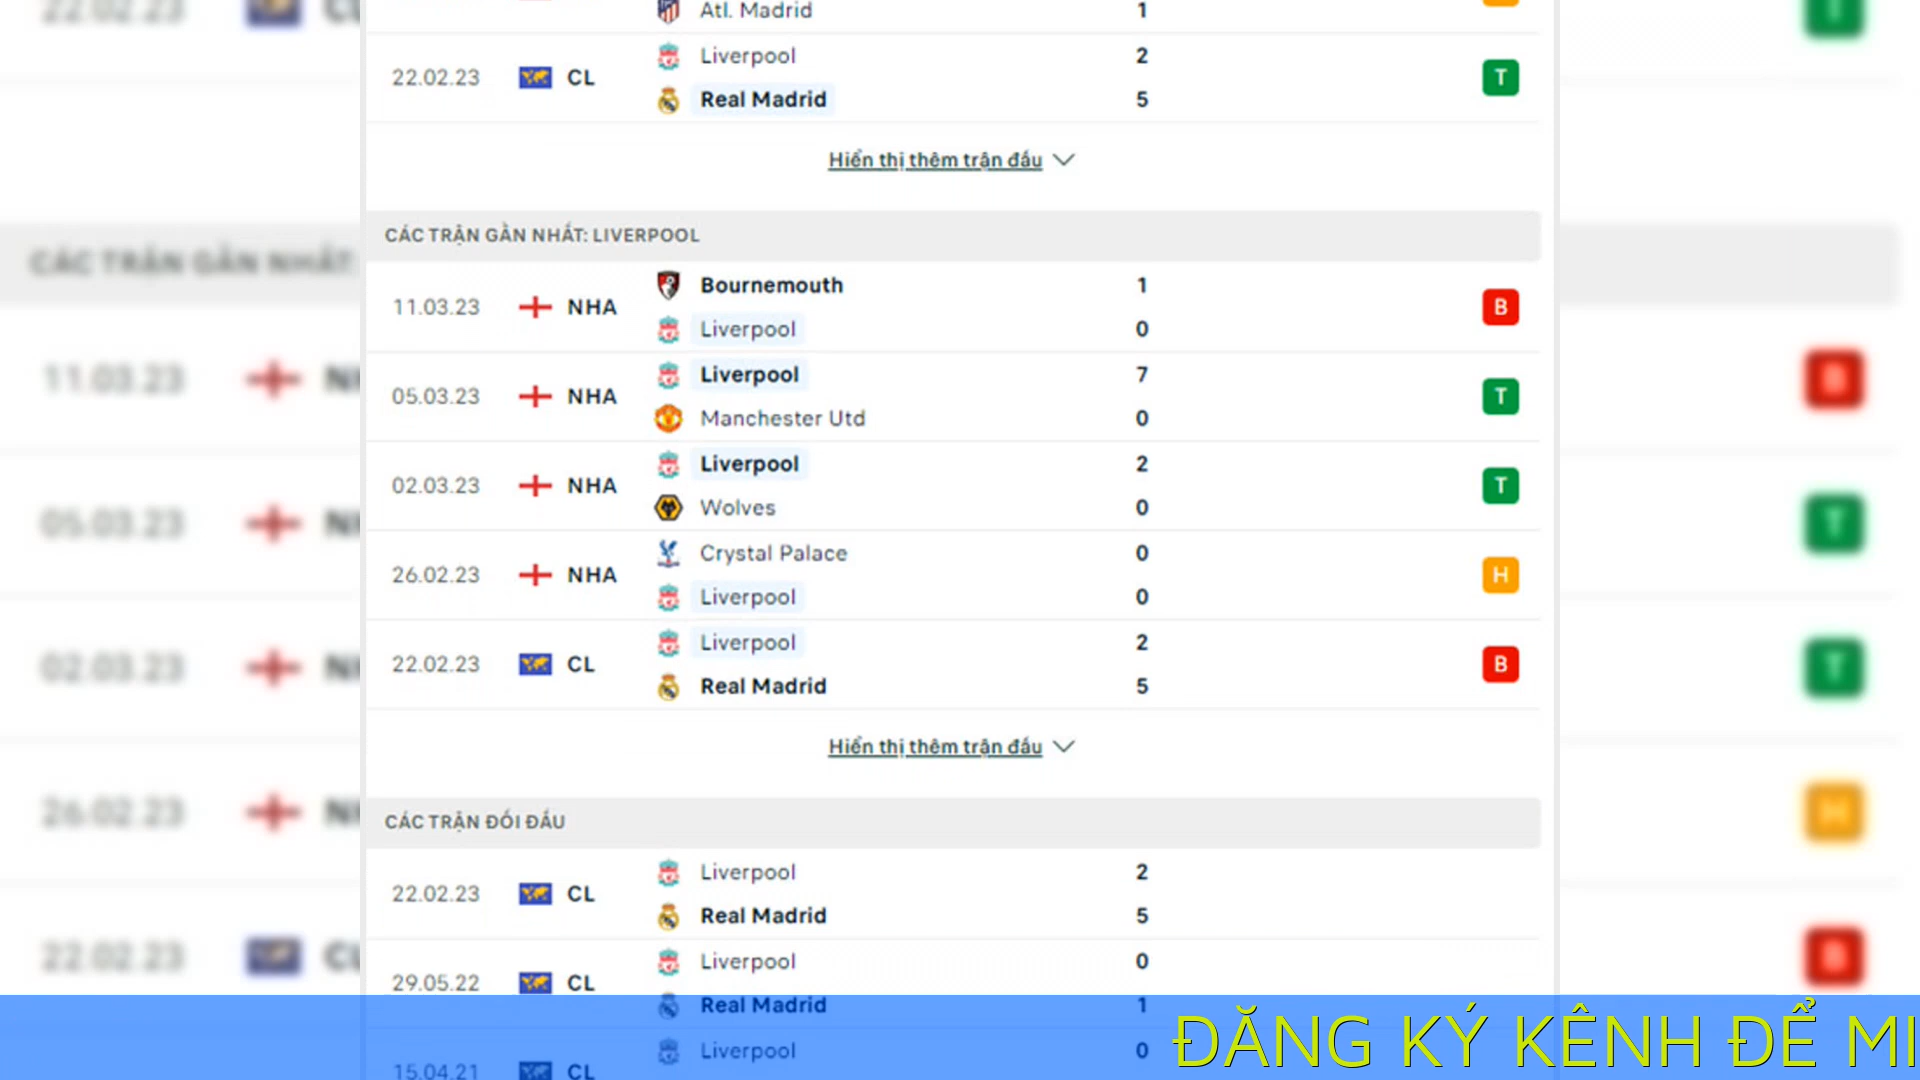 Atl. Madrid 1
22.02.23 CL Liverpool 2
Real Madrid 5 T
Hiển thị thêm trận đấu
CÁC TRẬN GẦN NHẤT: LIVERPOOL
11.03.23 NHA Bournemouth 1
Liverpool 0 B
05.03.23 NHA Liverpool 7
Manchester Utd 0 T
02.03.23 NHA Liverpool 2
Wolves 0 T
26.02.23 NHA Crystal Palace 0
Liverpool 0 H
22.02.23 CL Liverpool 2
Real Madrid 5 B
Hiển thị thêm trận đấu
CÁC TRẬN ĐỐI ĐẦU
22.02.23 CL Liverpool 2
Real Madrid 5
29.05.22 CL Liverpool 0
Real Madrid 1
15.04.21 CL Liverpool 0
ĐĂNG KÝ KÊNH ĐỂ MI